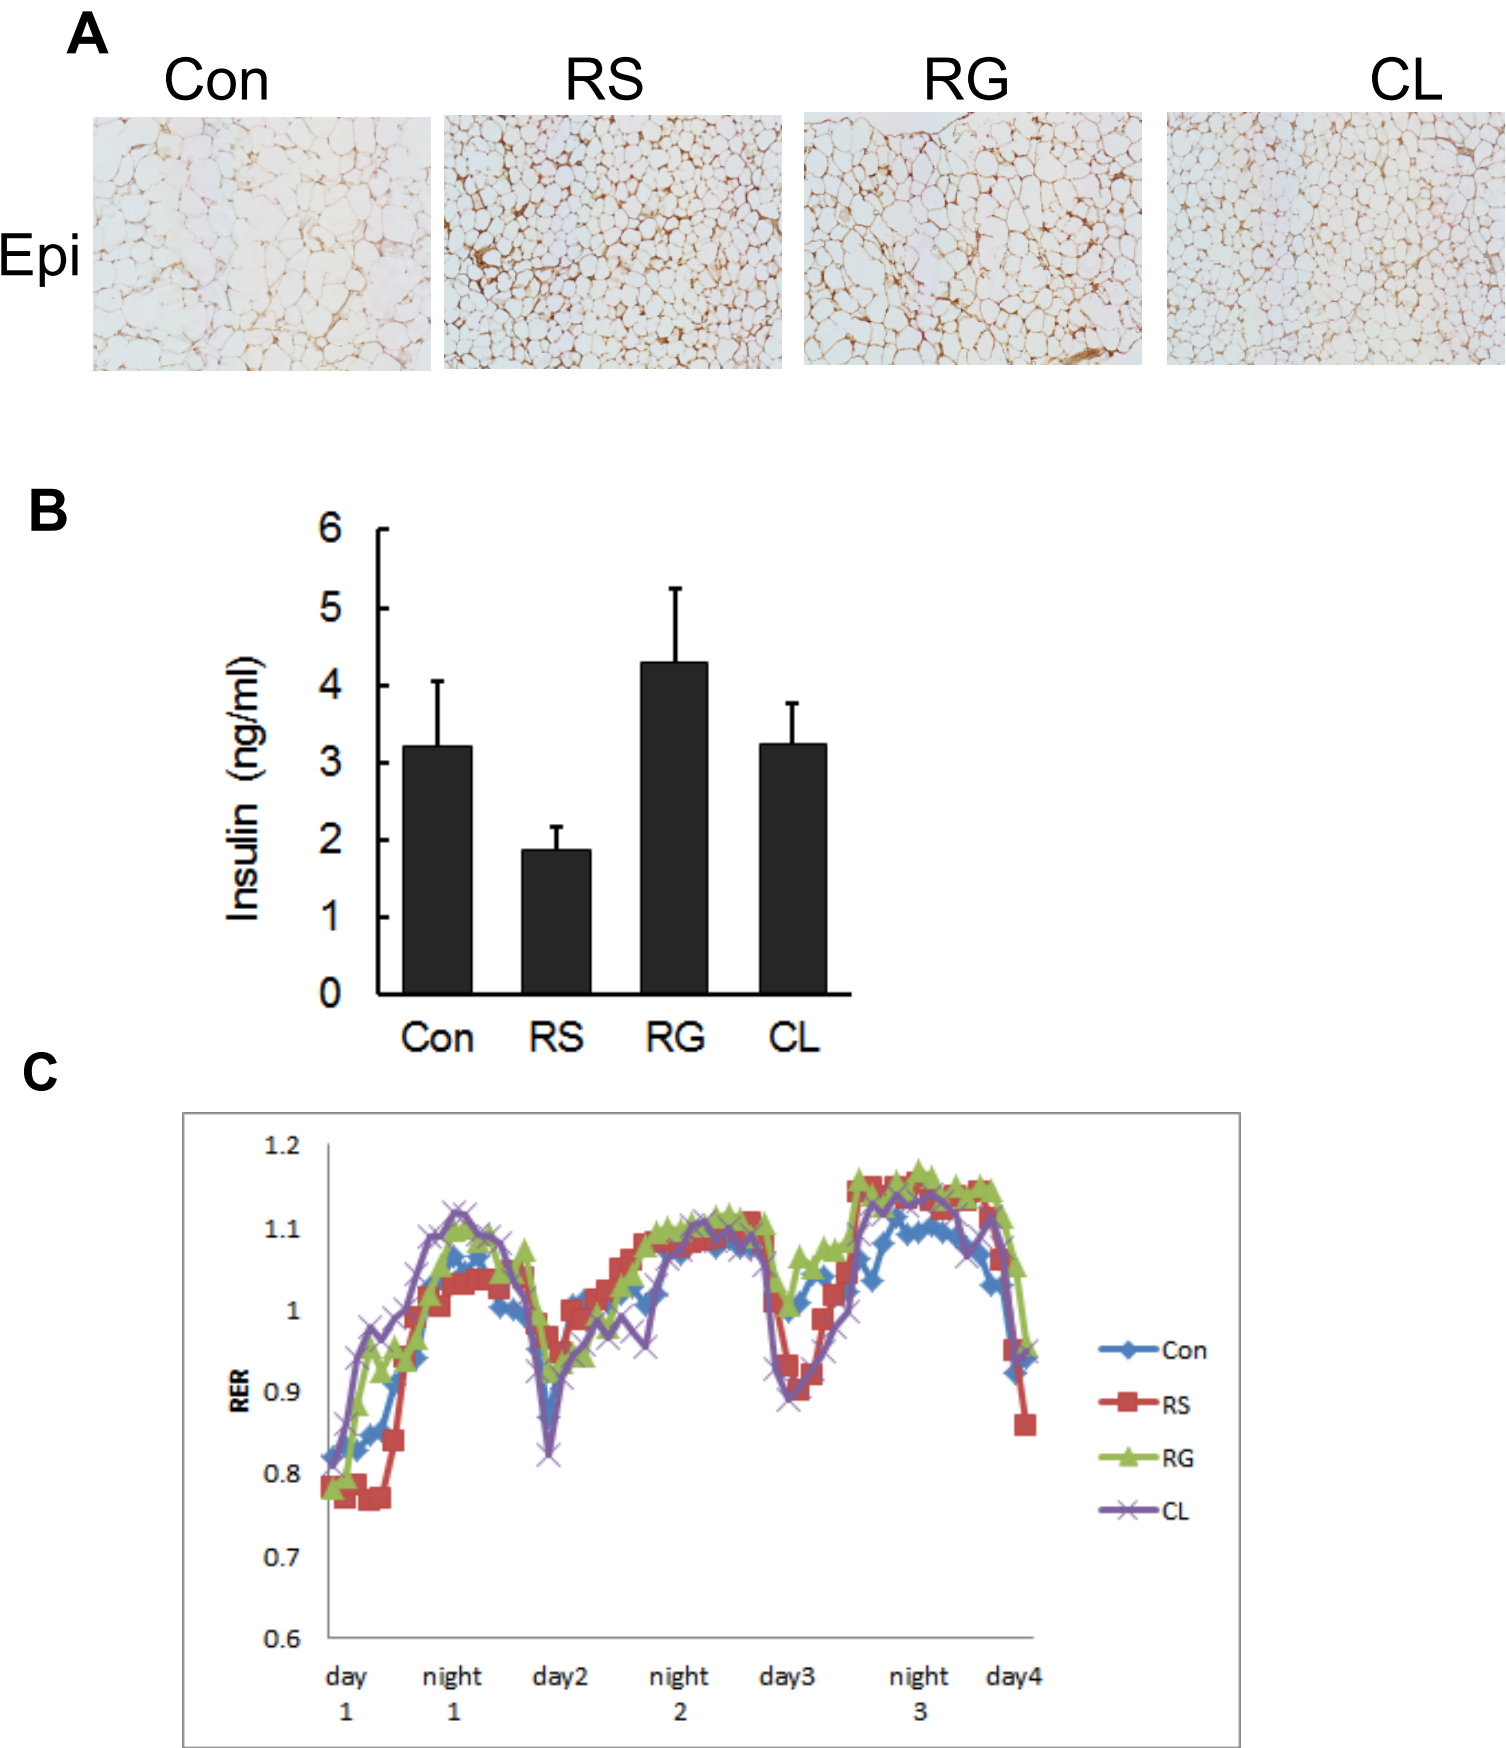 A
Con RS RG CL
Epi
B
6
5
4
3
2
1
0
Insulin (ng/ml)
Con RS RG CL
C
1.2
1.1
1
0.9
0.8
0.7
0.6
RER
day 1 night 1 day2 night 2 day3 night 3 day4
Con
RS
RG
CL